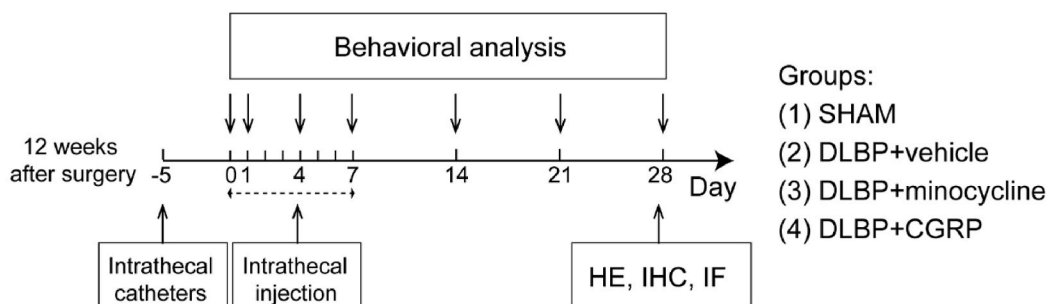 Behavioral analysis
12 weeks
after surgery
-5
0 1 4 7 14 21 28
Day
Intrathecal
catheters
Intrathecal
injection
HE, IHC, IF
Groups:
(1) SHAM
(2) DLBP+vehicle
(3) DLBP+minocycline
(4) DLBP+CGRP